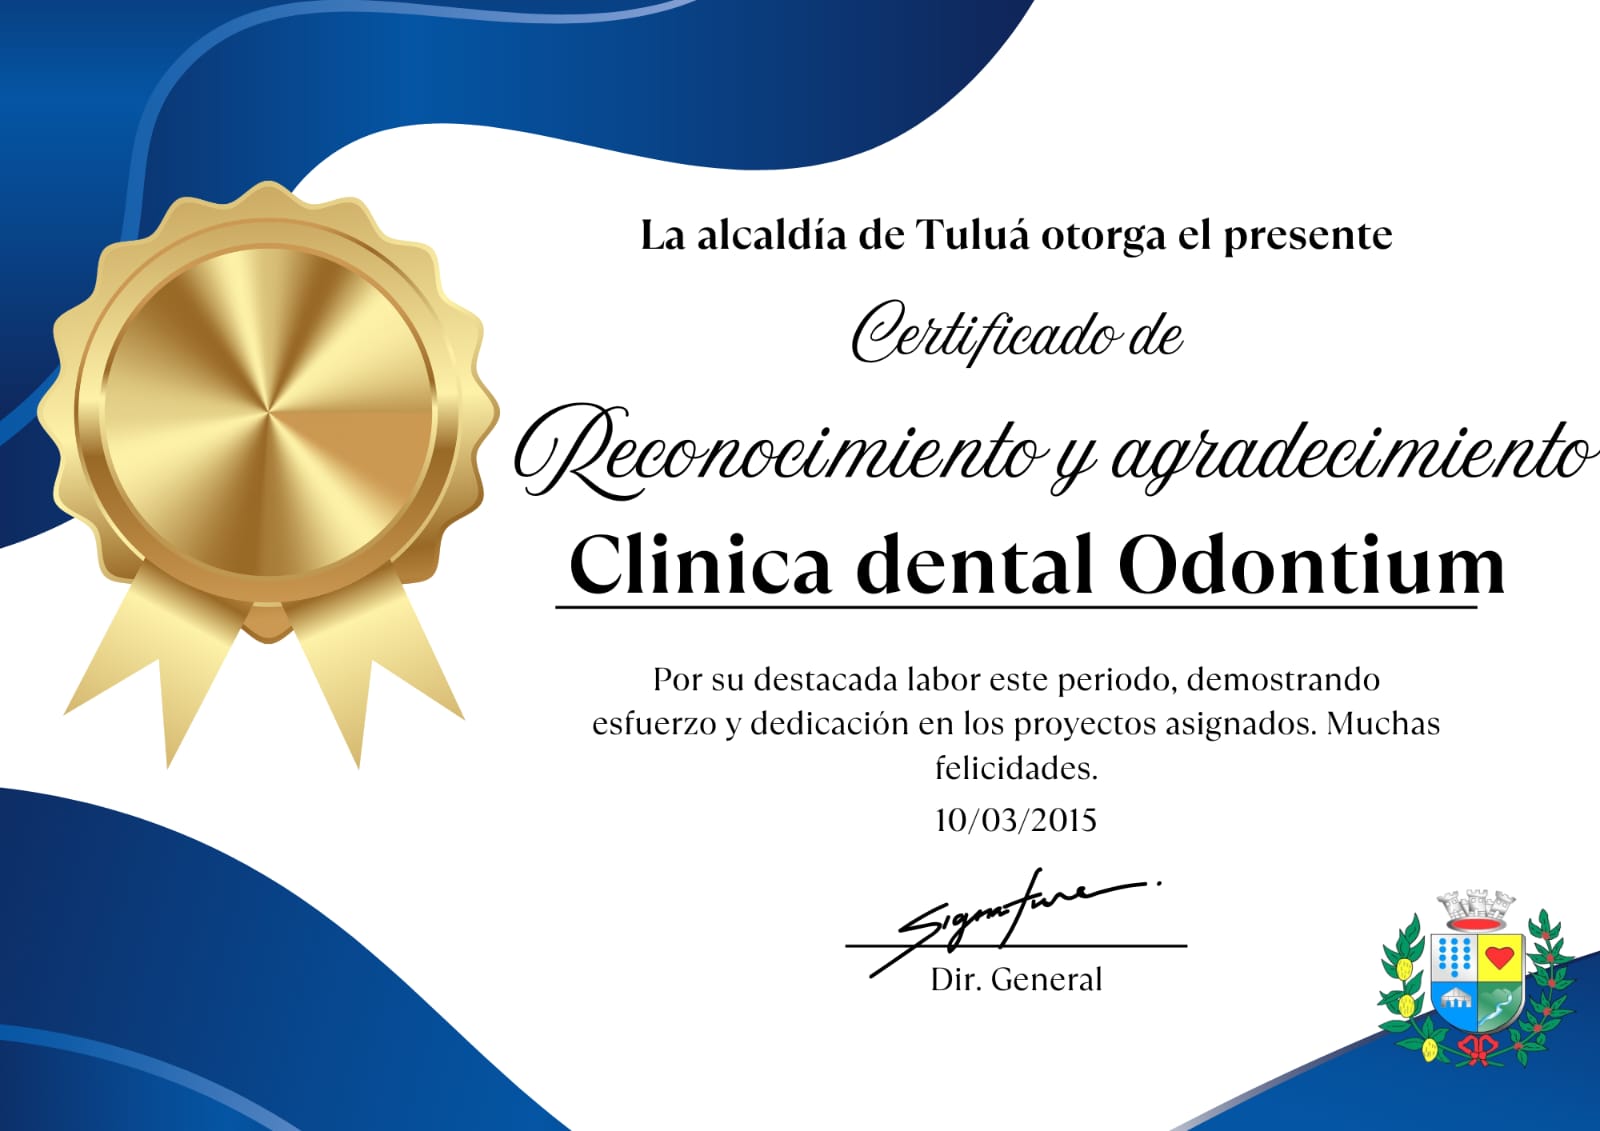 La alcaldía de Tuluá otorga el presente
Certificado de
Reconocimiento y agradecimiento
Clinica dental Odontium
Por su destacada labor este periodo, demostrando
esfuerzo y dedicación en los proyectos asignados. Muchas
felicidades.
10/03/2015
Signature
Dir. General